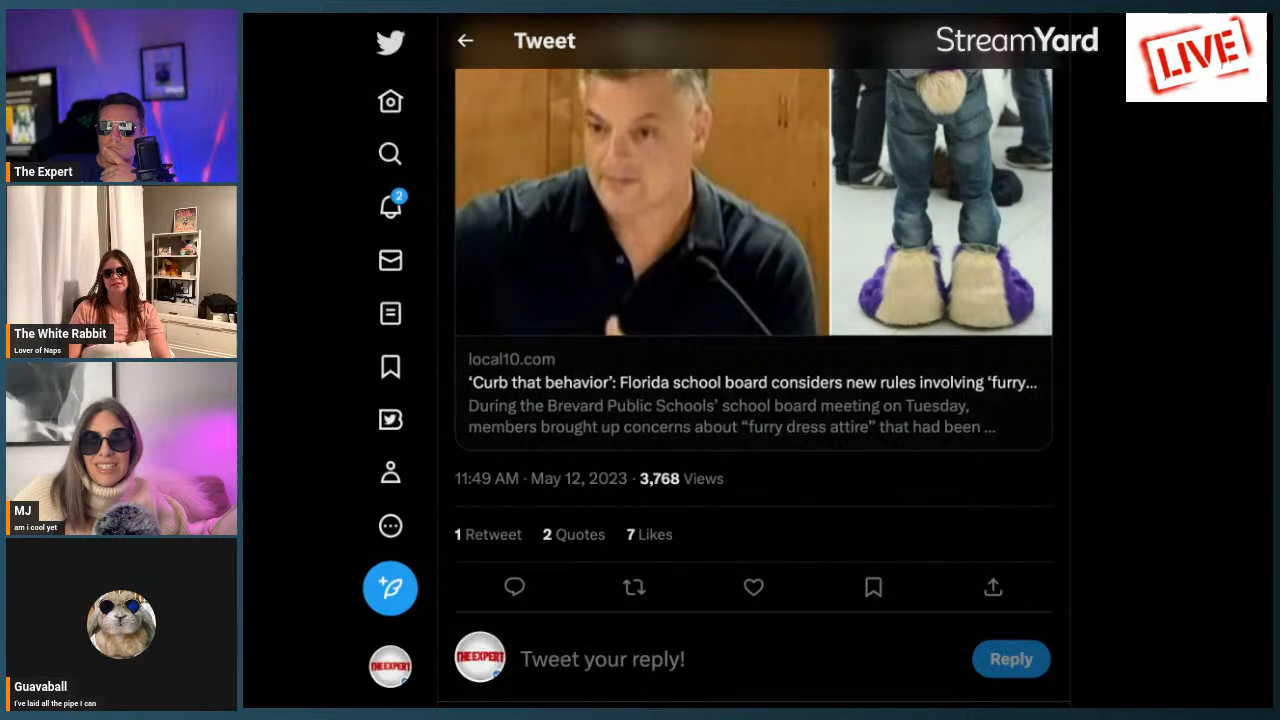 The Expert
The White Rabbit
Lover of Naps
MJ
am i cool yet
Guavaball
I've laid all the pipe I can
Tweet
StreamYard
LIVE
2
local10.com
‘Curb that behavior’: Florida school board considers new rules involving ‘furry...
During the Brevard Public Schools’ school board meeting on Tuesday,
members brought up concerns about “furry dress attire” that had been ...
11:49 AM · May 12, 2023 · 3,768 Views
1 Retweet 2 Quotes 7 Likes
THE EXPERT
Tweet your reply!
Reply
THE EXPERT